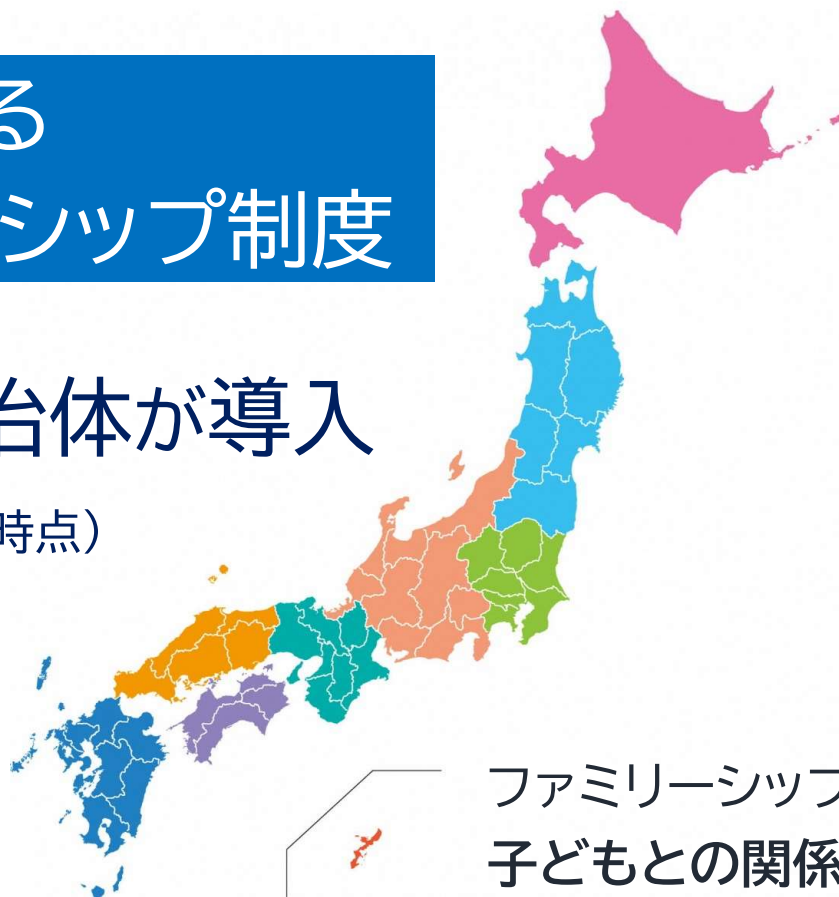 る
シップ制度
治体が導入
時点）
ファミリーシップ
子どもとの関係